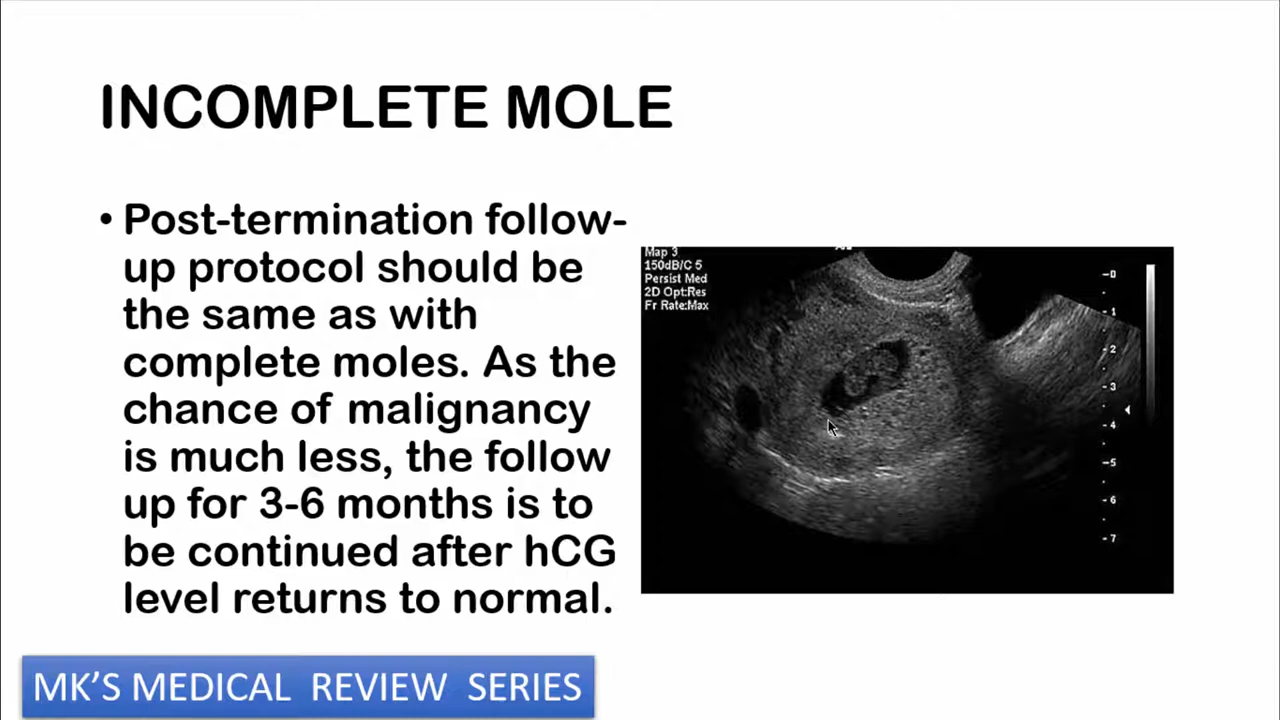 INCOMPLETE MOLE
• Post-termination follow-
up protocol should be
the same as with
complete moles. As the
chance of malignancy
is much less, the follow
up for 3-6 months is to
be continued after hCG
level returns to normal.
Map 3
150dB/C 5
Persist Med
2D Opt:Res
Fr Rate:Max
0
1
2
3
4
5
6
7
MK'S MEDICAL REVIEW SERIES